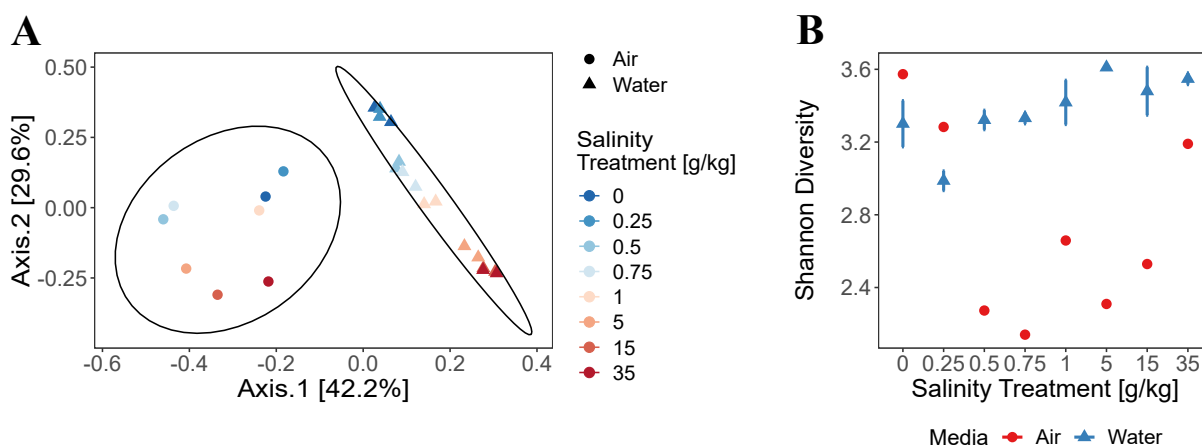 A
Axis.2 [29.6%]
0.50
0.25
0.00
-0.25
-0.6
-0.4
-0.2
0.0
0.2
0.4
Axis.1 [42.2%]
Air
Water
Salinity
Treatment [g/kg]
0
0.25
0.5
0.75
1
5
15
35
B
Shannon Diversity
3.6
3.2
2.8
2.4
0
0.25
0.5
0.75
1
5
15
35
Salinity Treatment [g/kg]
Media Air Water